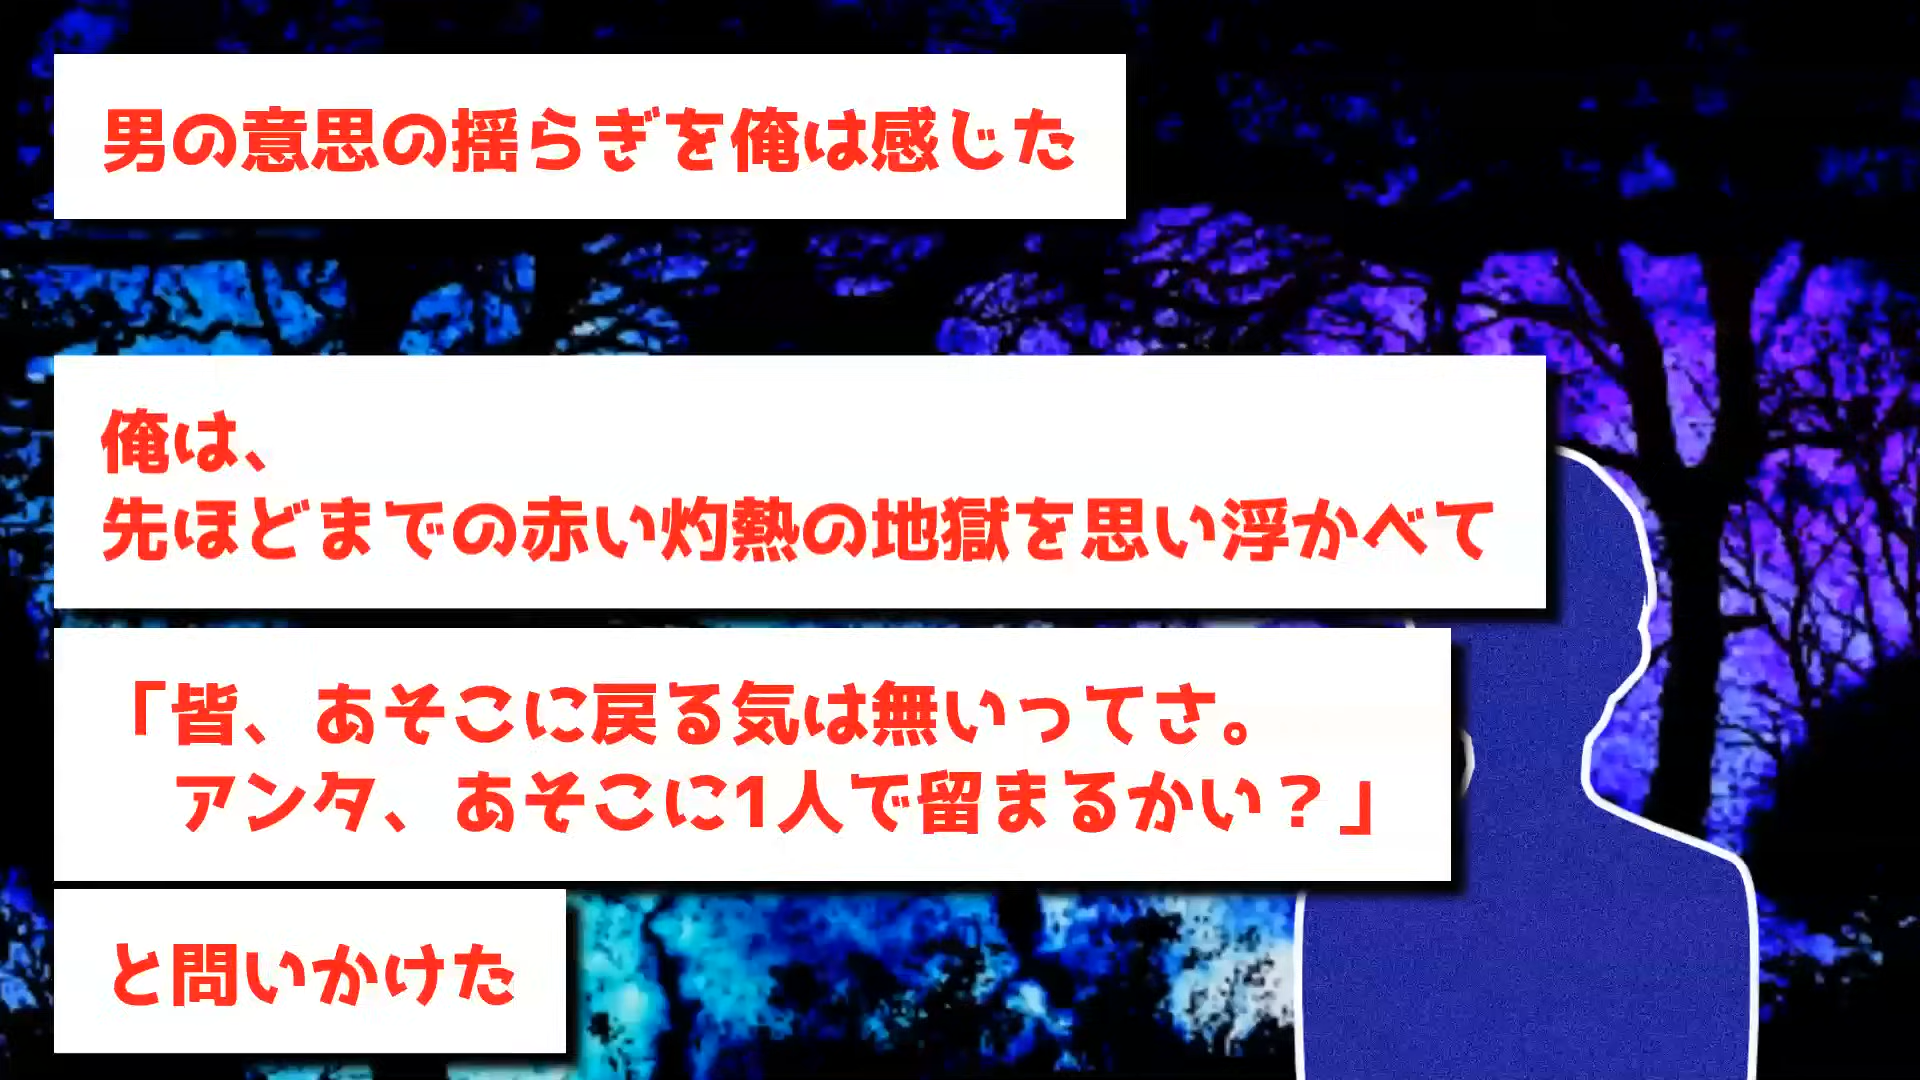 男の意思の揺らぎを俺は感じた
俺は、
先ほどまでの赤い灼熱の地獄を思い浮かべて
「皆、あそこに戻る気は無いってさ。
アンタ、あそこに1人で留まるかい？」
と問いかけた